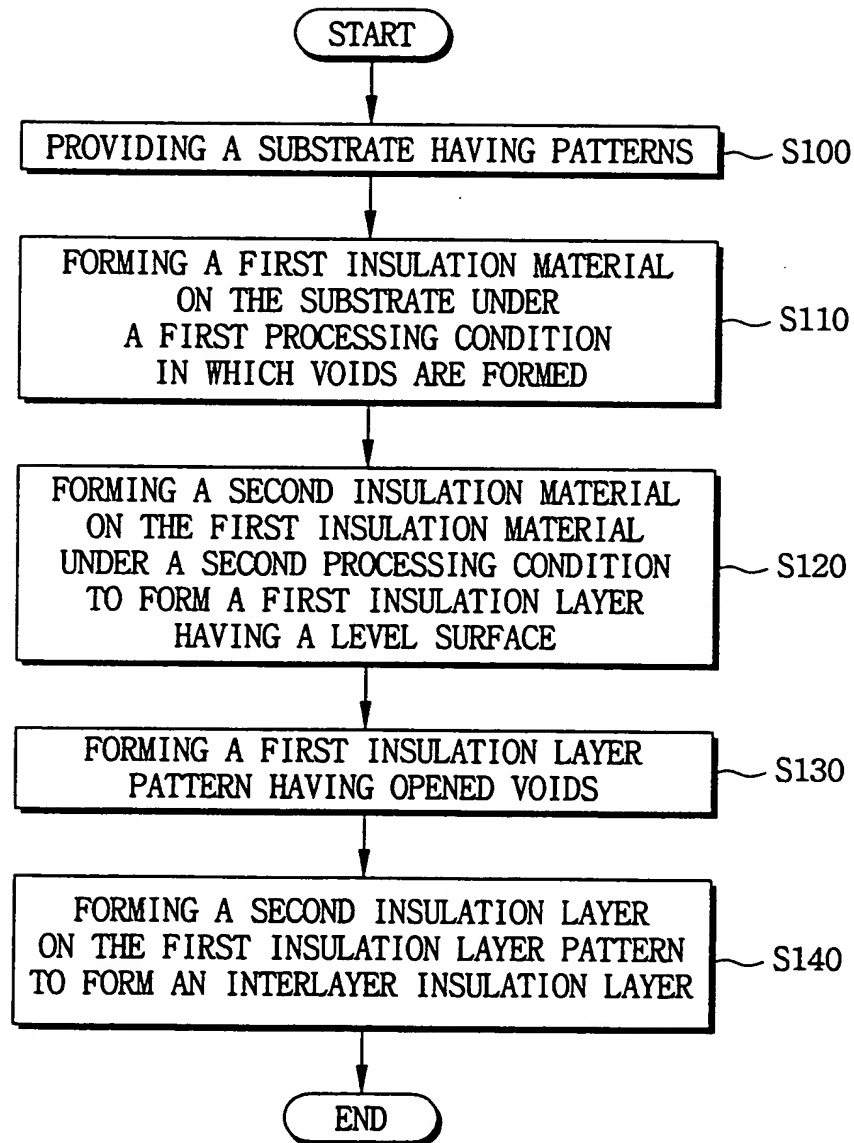 START
PROVIDING A SUBSTRATE HAVING PATTERNS
S100
FORMING A FIRST INSULATION MATERIAL
ON THE SUBSTRATE UNDER
A FIRST PROCESSING CONDITION
IN WHICH VOIDS ARE FORMED
S110
FORMING A SECOND INSULATION MATERIAL
ON THE FIRST INSULATION MATERIAL
UNDER A SECOND PROCESSING CONDITION
TO FORM A FIRST INSULATION LAYER
HAVING A LEVEL SURFACE
S120
FORMING A FIRST INSULATION LAYER
PATTERN HAVING OPENED VOIDS
S130
FORMING A SECOND INSULATION LAYER
ON THE FIRST INSULATION LAYER PATTERN
TO FORM AN INTERLAYER INSULATION LAYER
S140
END